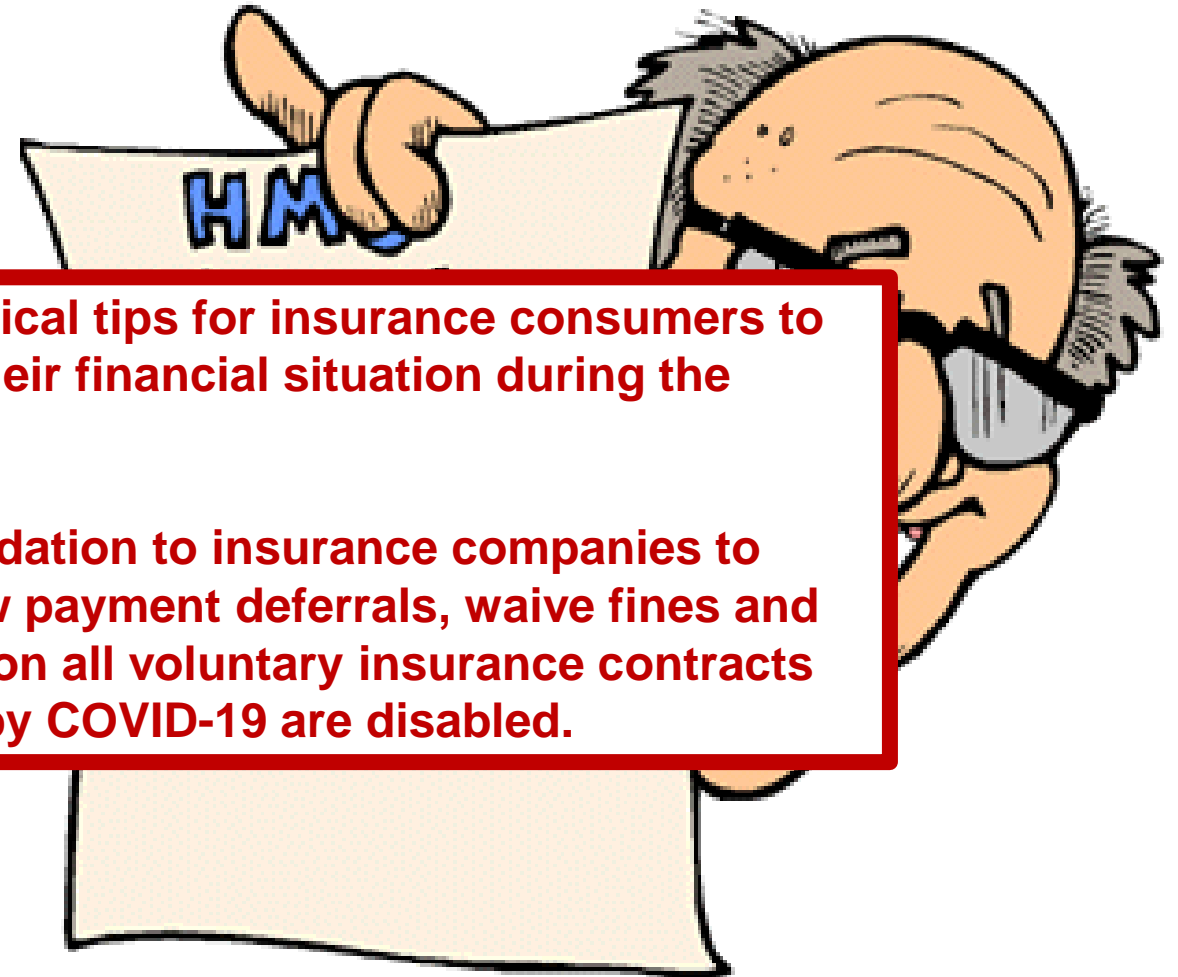 HM
ical tips for insurance consumers to
eir financial situation during the
dation to insurance companies to
w payment deferrals, waive fines and
on all voluntary insurance contracts
by COVID-19 are disabled.